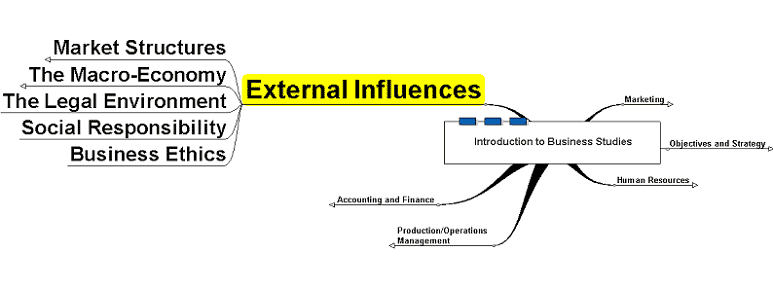 Market Structures
The Macro-Economy
The Legal Environment
Social Responsibility
Business Ethics
External Influences
Introduction to Business Studies
Marketing
Objectives and Strategy
Human Resources
Accounting and Finance
Production/Operations
Management